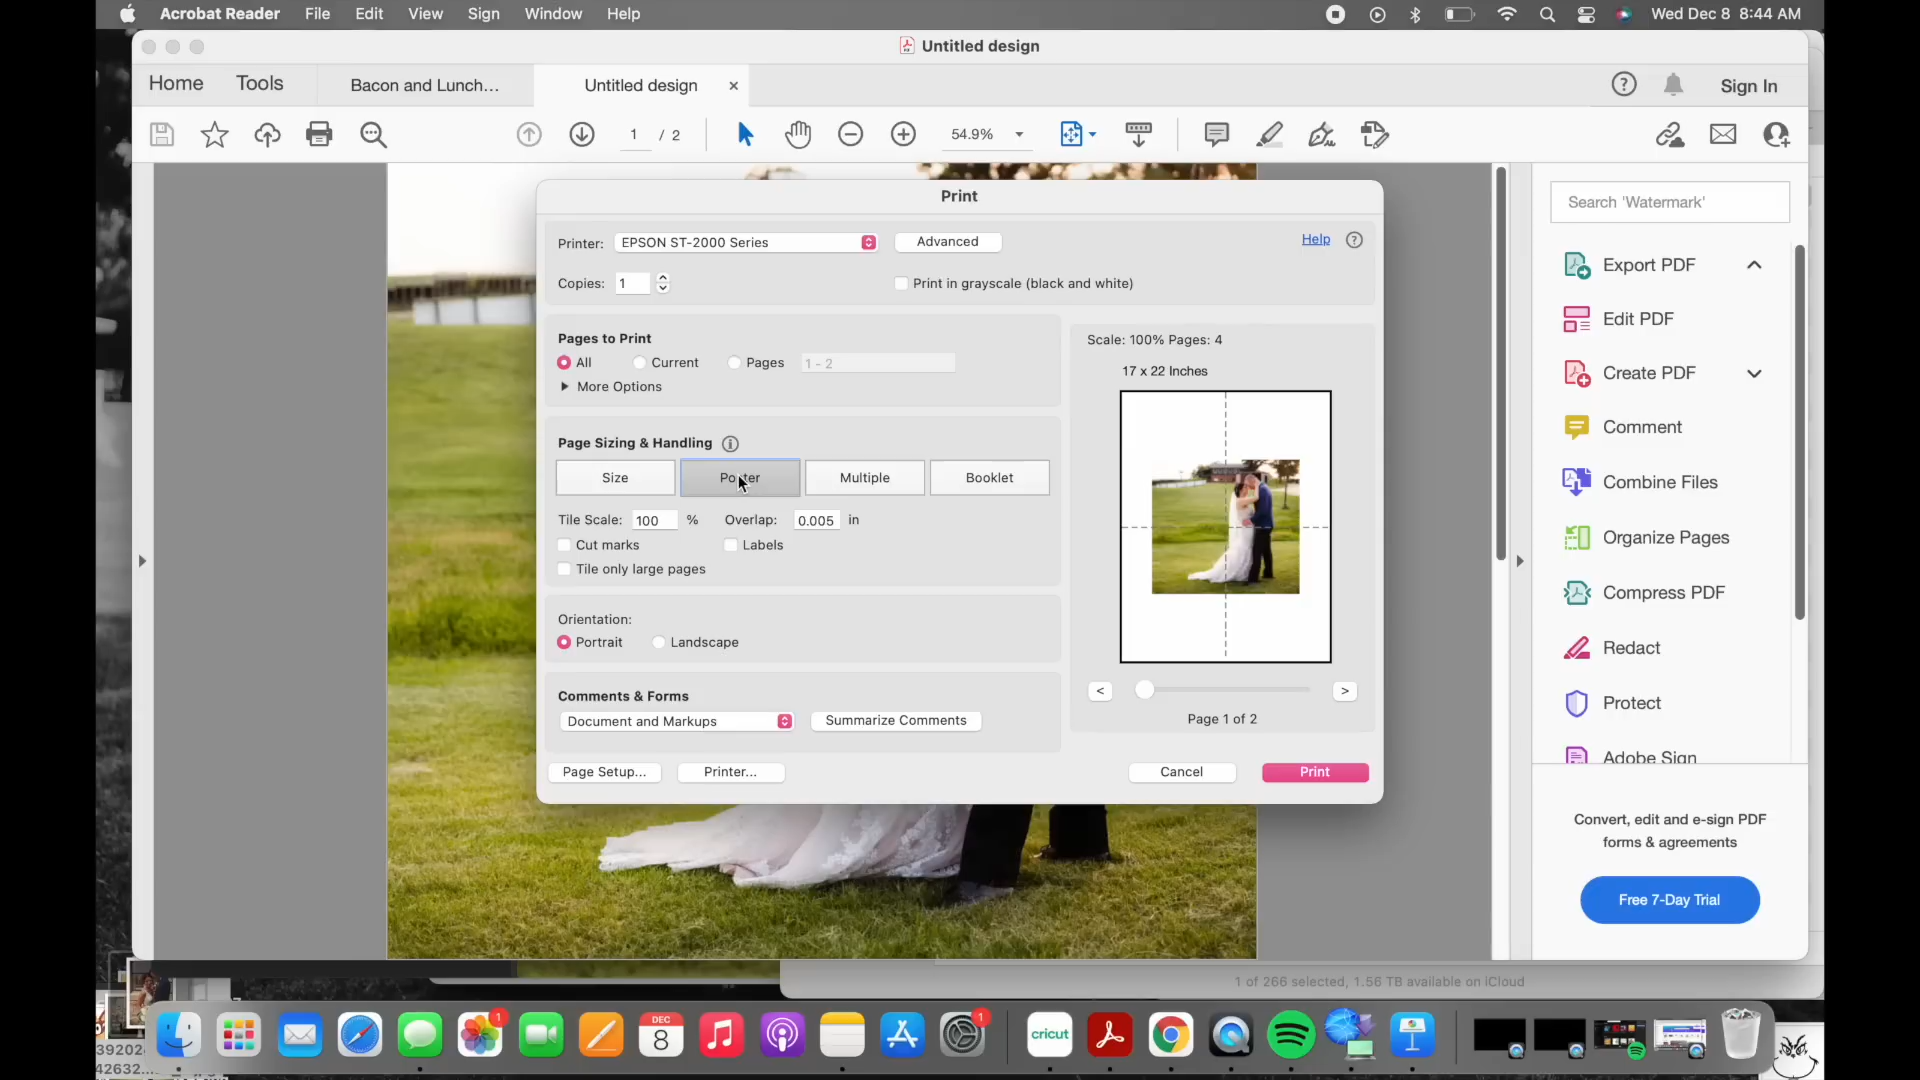 Acrobat Reader File Edit View Sign Window Help Wed Dec 8 8:44 AM
Untitled design
Home Tools Bacon and Lunch... Untitled design × Sign In
1 / 2 54.9%
Print
Search 'Watermark'
Printer: EPSON ST-2000 Series Advanced Help ?
Copies: 1 Print in grayscale (black and white)
Export PDF
Edit PDF
Create PDF
Comment
Combine Files
Organize Pages
Compress PDF
Redact
Protect
Adobe Sign
Pages to Print
All Current Pages 1 - 2
More Options
Page Sizing & Handling
Size Poster Multiple Booklet
Tile Scale: 100 % Overlap: 0.005 in
Cut marks Labels
Tile only large pages
Orientation:
Portrait Landscape
Comments & Forms
Document and Markups Summarize Comments
Page Setup... Printer... Cancel Print
Scale: 100% Pages: 4
17 x 22 Inches
< >
Page 1 of 2
Convert, edit and e-sign PDF
forms & agreements
Free 7-Day Trial
1 of 266 selected, 1.56 TB available on iCloud
1
DEC
8
1
cricut